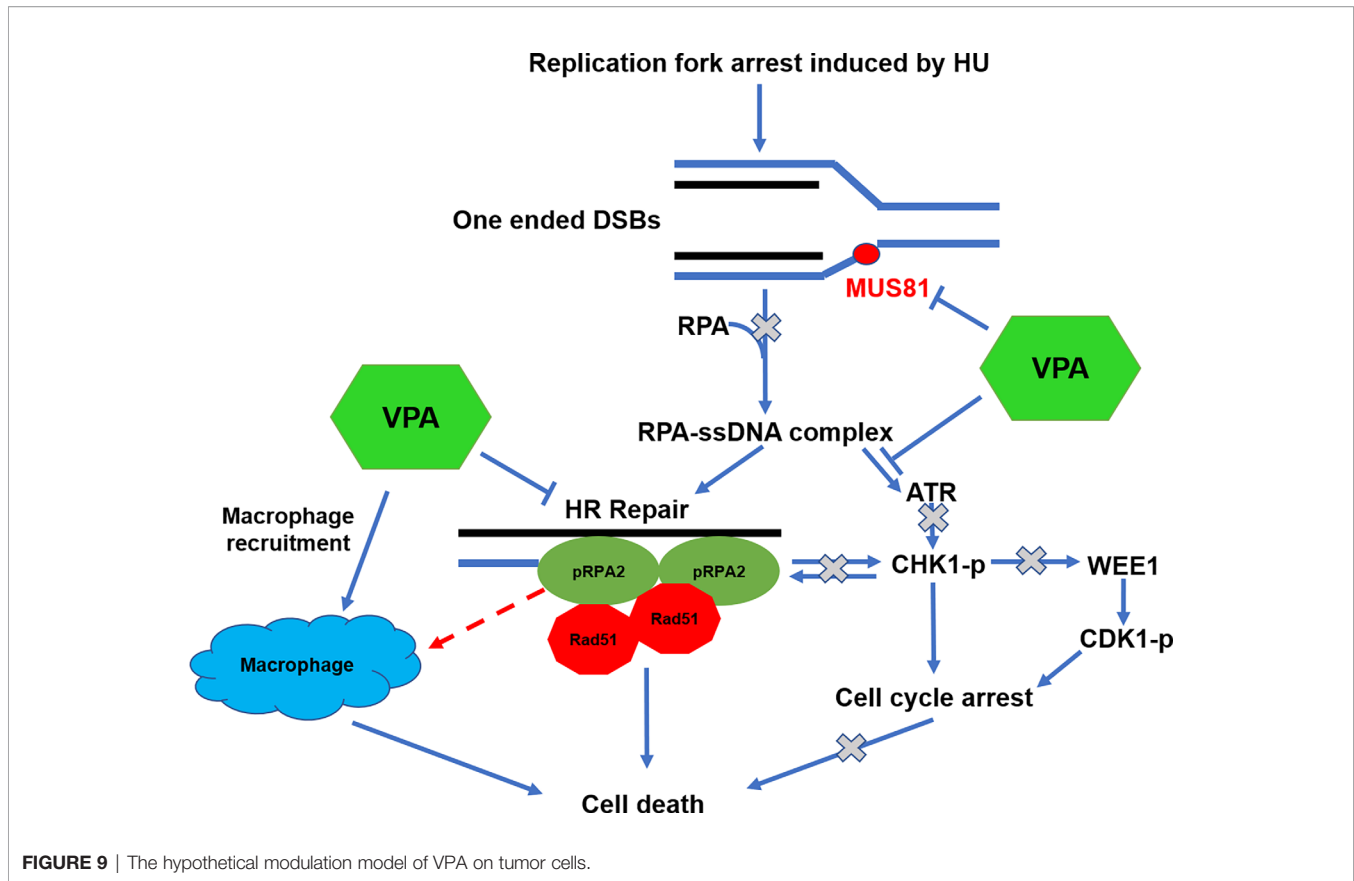 Replication fork arrest induced by HU
One ended DSBs
MUS81
RPA
VPA
VPA
RPA-ssDNA complex
ATR
HR Repair
Macrophage
recruitment
pRPA2
pRPA2
CHK1-p
WEE1
Rad51
Rad51
CDK1-p
Macrophage
Cell cycle arrest
Cell death
FIGURE 9 | The hypothetical modulation model of VPA on tumor cells.